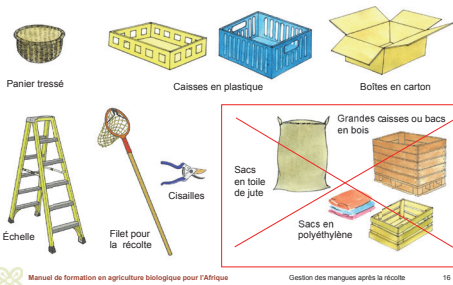 Panier tressé
Caisses en plastique
Boîtes en carton
Échelle
Filet pour
la récolte
Cisailles
Sacs
en toile
de jute
Grandes caisses ou bacs
en bois
Sacs en
polyéthylène
Manuel de formation en agriculture biologique pour l'Afrique
Gestion des mangues après la récolte
16